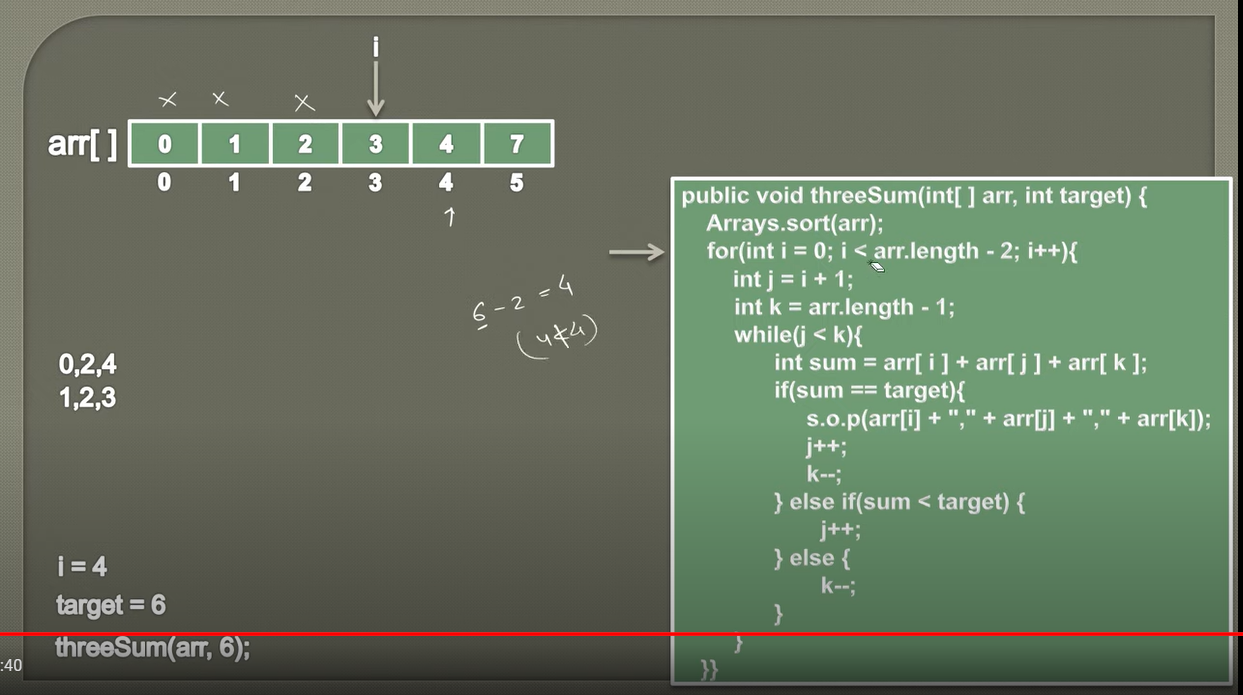 i
x x x
arr[ ] 0 1 2 3 4 7
0 1 2 3 4 5
6 - 2 = 4
(4≮4)
0,2,4
1,2,3
i = 4
target = 6
threeSum(arr, 6);
:40
public void threeSum(int[ ] arr, int target) {
Arrays.sort(arr);
for(int i = 0; i < arr.length - 2; i++){
int j = i + 1;
int k = arr.length - 1;
while(j < k){
int sum = arr[ i ] + arr[ j ] + arr[ k ];
if(sum == target){
s.o.p(arr[i] + "," + arr[j] + "," + arr[k]);
j++;
k--;
} else if(sum < target) {
j++;
} else {
k--;
}
}
}}